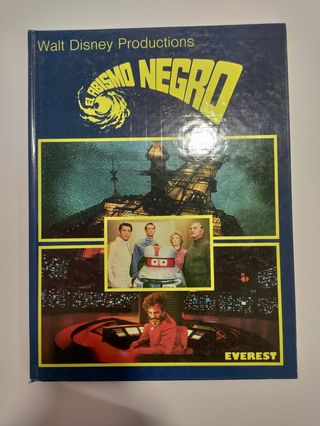 Walt Disney Productions
EL ABISMO NEGRO
EVEREST